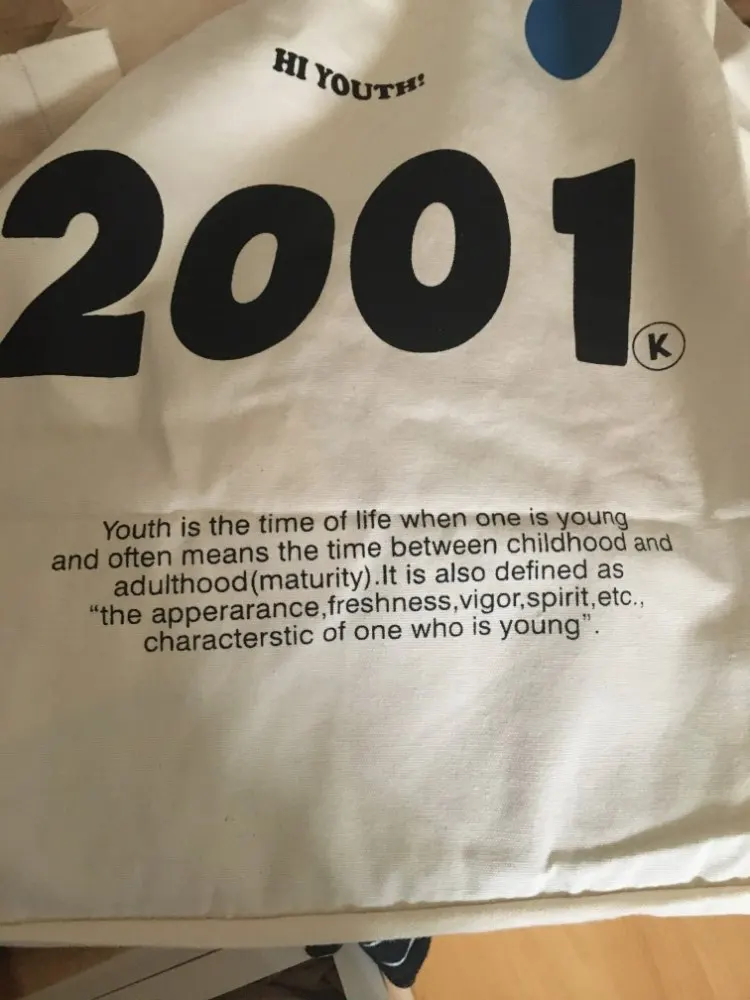 HI YOUTH!
2001
K
Youth is the time of life when one is young
and often means the time between childhood and
adulthood(maturity).It is also defined as
“the apperarance,freshness,vigor,spirit,etc.,
characterstic of one who is young”.